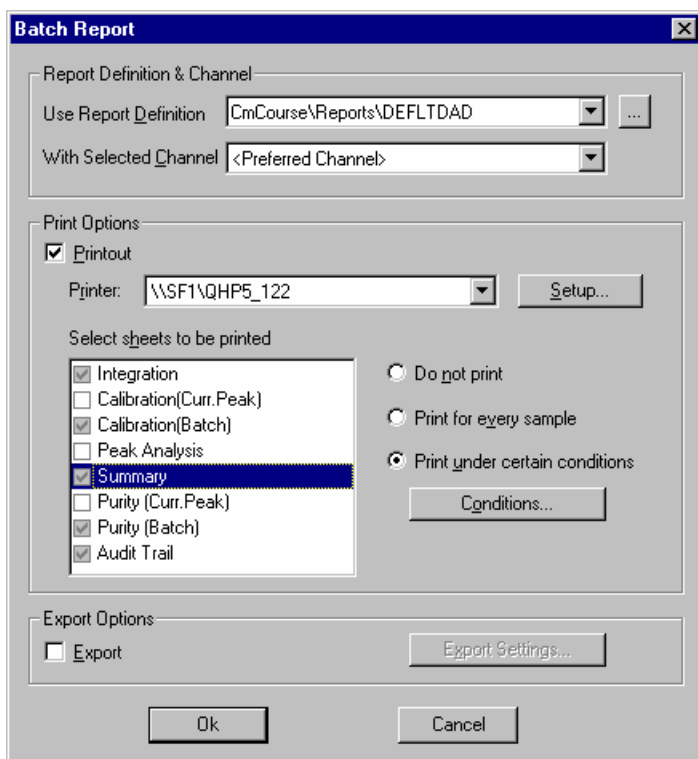 Batch Report
Report Definition & Channel
Use Report Definition CmCourse\Reports\DEFLTDAD ...
With Selected Channel <Preferred Channel>
Print Options
Printout
Printer: \\SF1\QHP5_122 Setup...
Select sheets to be printed
Integration
Calibration(Curr.Peak)
Calibration(Batch)
Peak Analysis
Summary
Purity (Curr.Peak)
Purity (Batch)
Audit Trail
Do not print
Print for every sample
Print under certain conditions
Conditions...
Export Options
Export Export Settings...
Ok Cancel